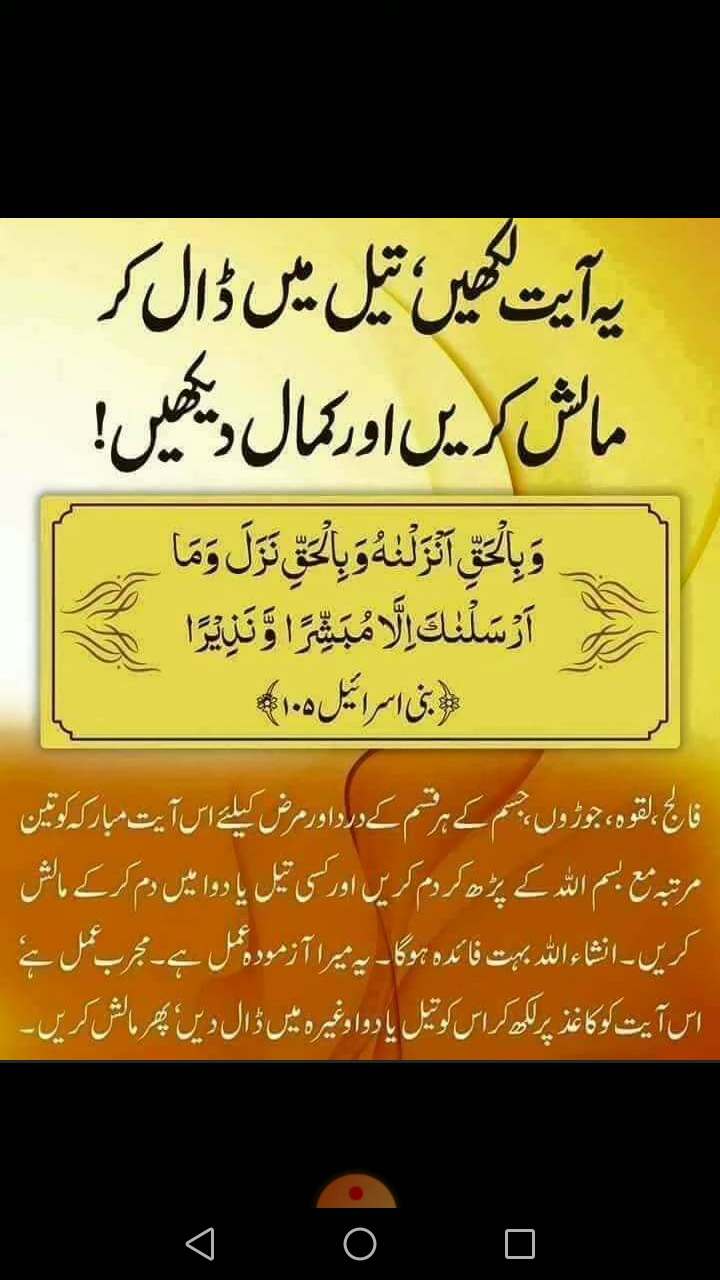 یہ آیت لکھیں، تیل میں ڈال کر
مالش کریں اور کمال دیکھیں!
وَبِالْحَقِّ اَنْزَلْنٰهُ وَبِالْحَقِّ نَزَلَ وَمَا
اَرْسَلْنٰكَ اِلَّا مُبَشِّرًا وَّ نَذِيْرًا
﴿بنی اسرائیل ۱۰۵﴾
فالج، لقوہ، جوڑوں، جسم کے ہر قسم کے درد اور مرض کیلئے اس آیت مبارکہ کو تین
مرتبہ مع بسم اللہ کے پڑھ کر دم کریں اور کسی تیل یا دوا میں دم کر کے مالش
کریں۔ انشاء اللہ بہت فائدہ ہوگا۔ یہ میرا آزمودہ عمل ہے۔ مجرب عمل ہے،
اس آیت کو کاغذ پر لکھ کر اس کو تیل یا دوا وغیرہ میں ڈال دیں، پھر مالش کریں۔